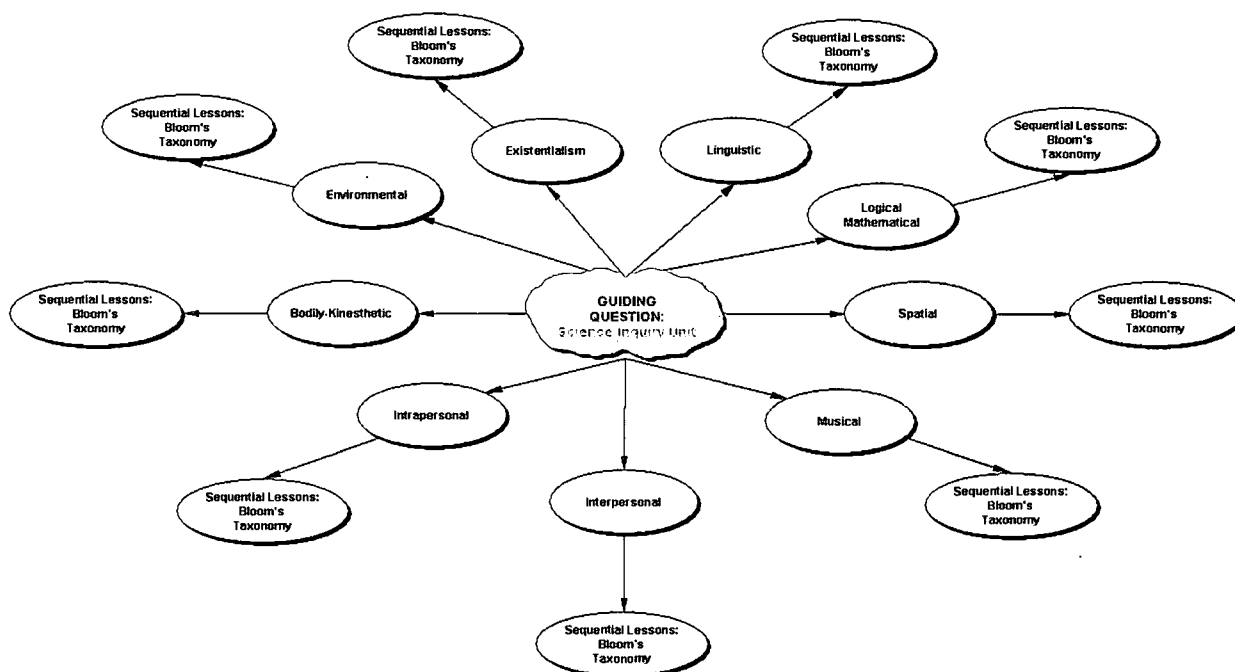 Sequential Lessons:
Bloom's
Taxonomy
Sequential Lessons:
Bloom's
Taxonomy
Sequential Lessons:
Bloom's
Taxonomy
Sequential Lessons:
Bloom's
Taxonomy
Existentialism
Linguistic
Environmental
Logical
Mathematical
GUIDING
QUESTION:
Science Inquiry Unit
Sequential Lessons:
Bloom's
Taxonomy
Bodily-Kinesthetic
Spatial
Sequential Lessons:
Bloom's
Taxonomy
Intrapersonal
Musical
Sequential Lessons:
Bloom's
Taxonomy
Interpersonal
Sequential Lessons:
Bloom's
Taxonomy
Sequential Lessons:
Bloom's
Taxonomy